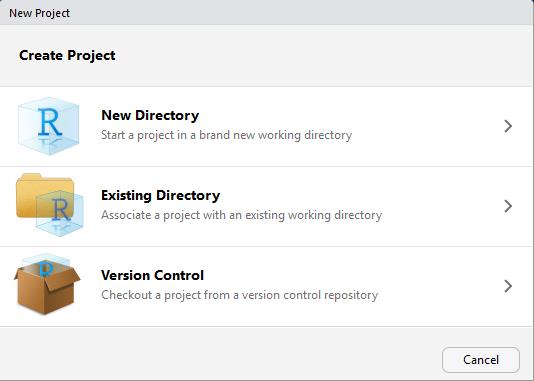 New Project
Create Project
R
New Directory
Start a project in a brand new working directory
R
Existing Directory
Associate a project with an existing working directory
Version Control
Checkout a project from a version control repository
Cancel